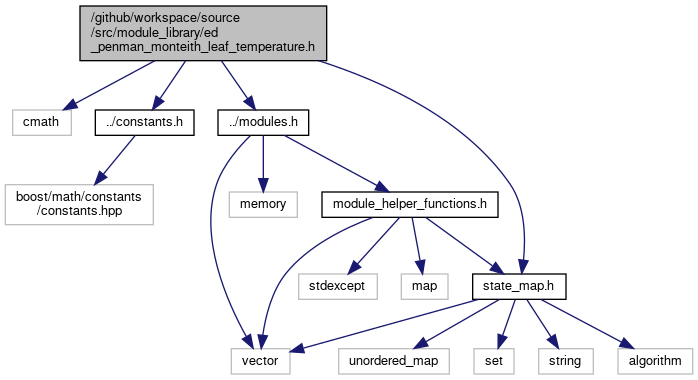 /github/workspace/source
/src/module_library/ed
_penman_monteith_leaf_temperature.h
cmath
../constants.h
../modules.h
boost/math/constants
/constants.hpp
memory
module_helper_functions.h
stdexcept
map
state_map.h
vector
unordered_map
set
string
algorithm